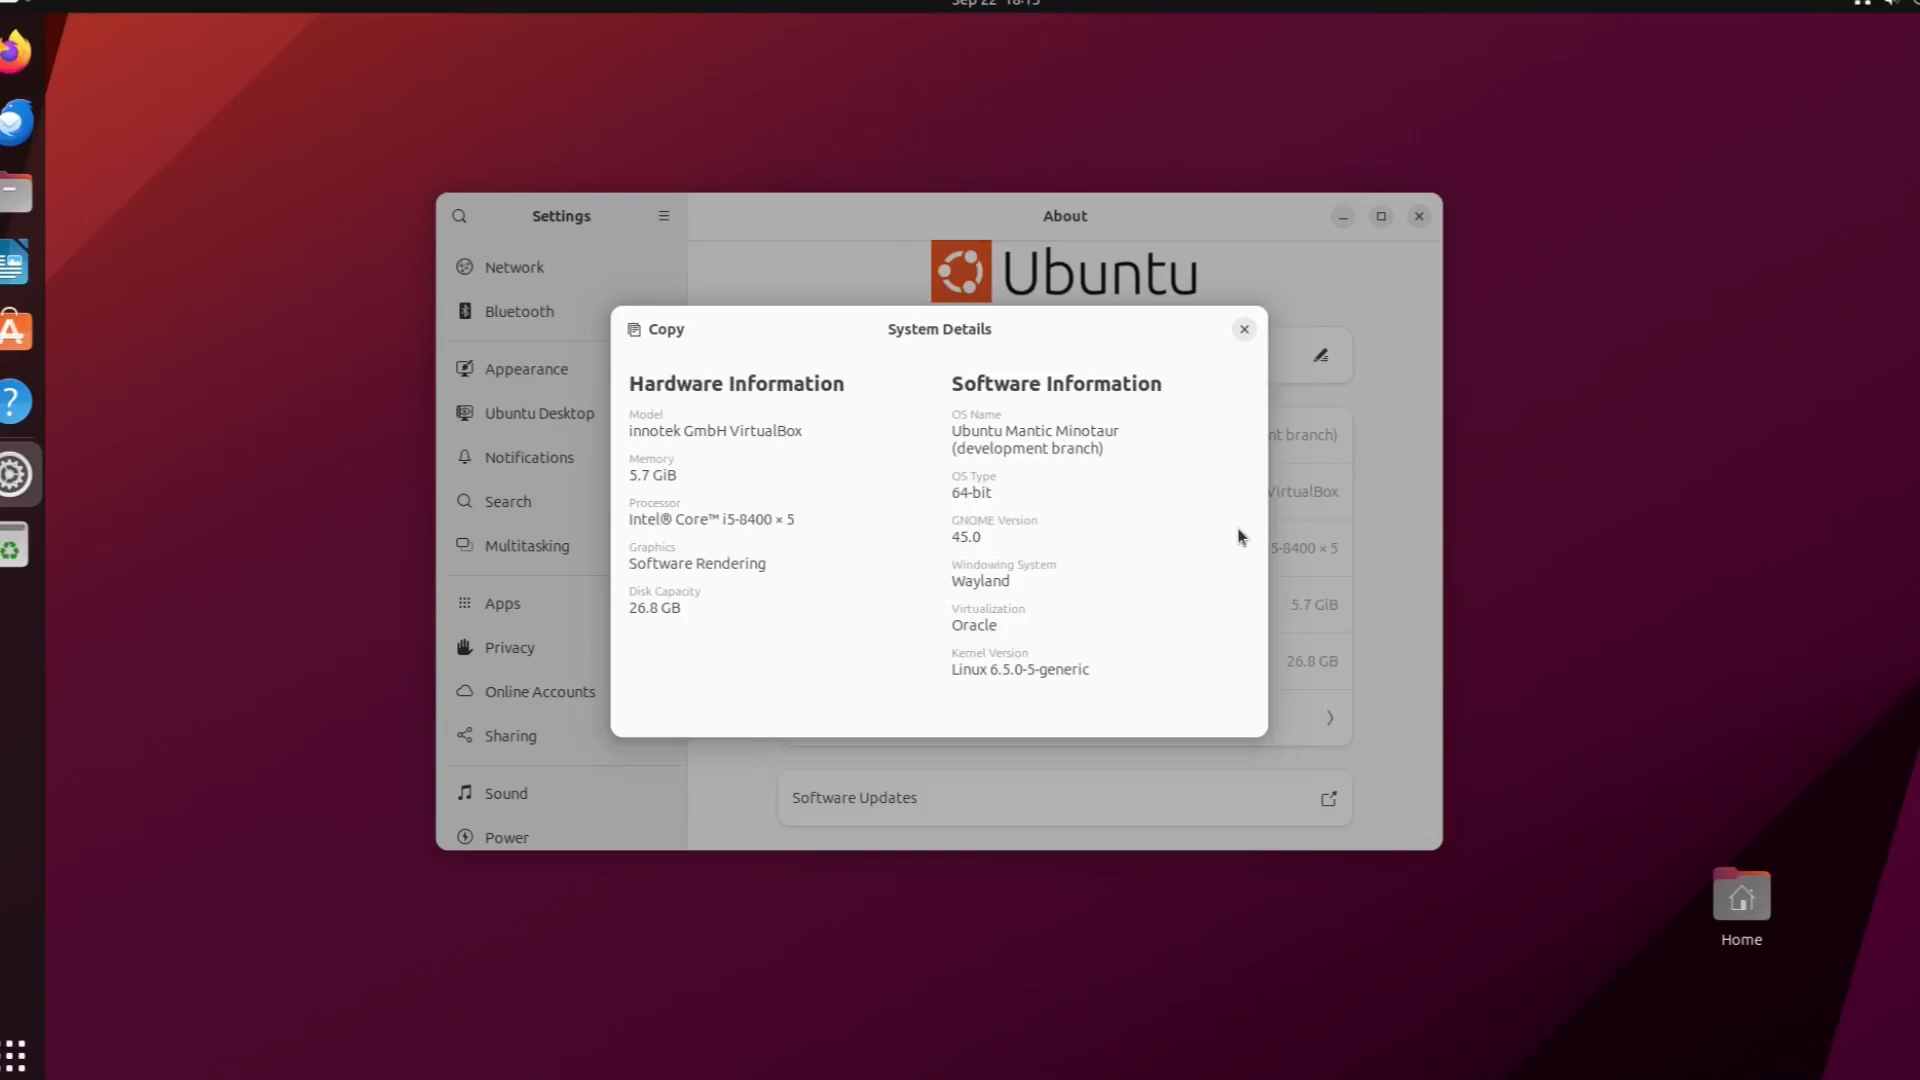 Sep 22 18:15
Settings
About
Network
Ubuntu
Bluetooth
Copy
System Details
Appearance
Hardware Information
Software Information
Ubuntu Desktop
Model
innotek GmbH VirtualBox
OS Name
Ubuntu Mantic Minotaur
(development branch)
nt branch)
Notifications
Memory
5.7 GiB
OS Type
64-bit
VirtualBox
Search
Processor
Intel® Core™ i5-8400 × 5
GNOME Version
45.0
5-8400 × 5
Multitasking
Graphics
Software Rendering
Windowing System
Wayland
Apps
Disk Capacity
26.8 GB
Virtualization
Oracle
5.7 GiB
Privacy
Kernel Version
Linux 6.5.0-5-generic
26.8 GB
Online Accounts
Sharing
Sound
Software Updates
Power
Home